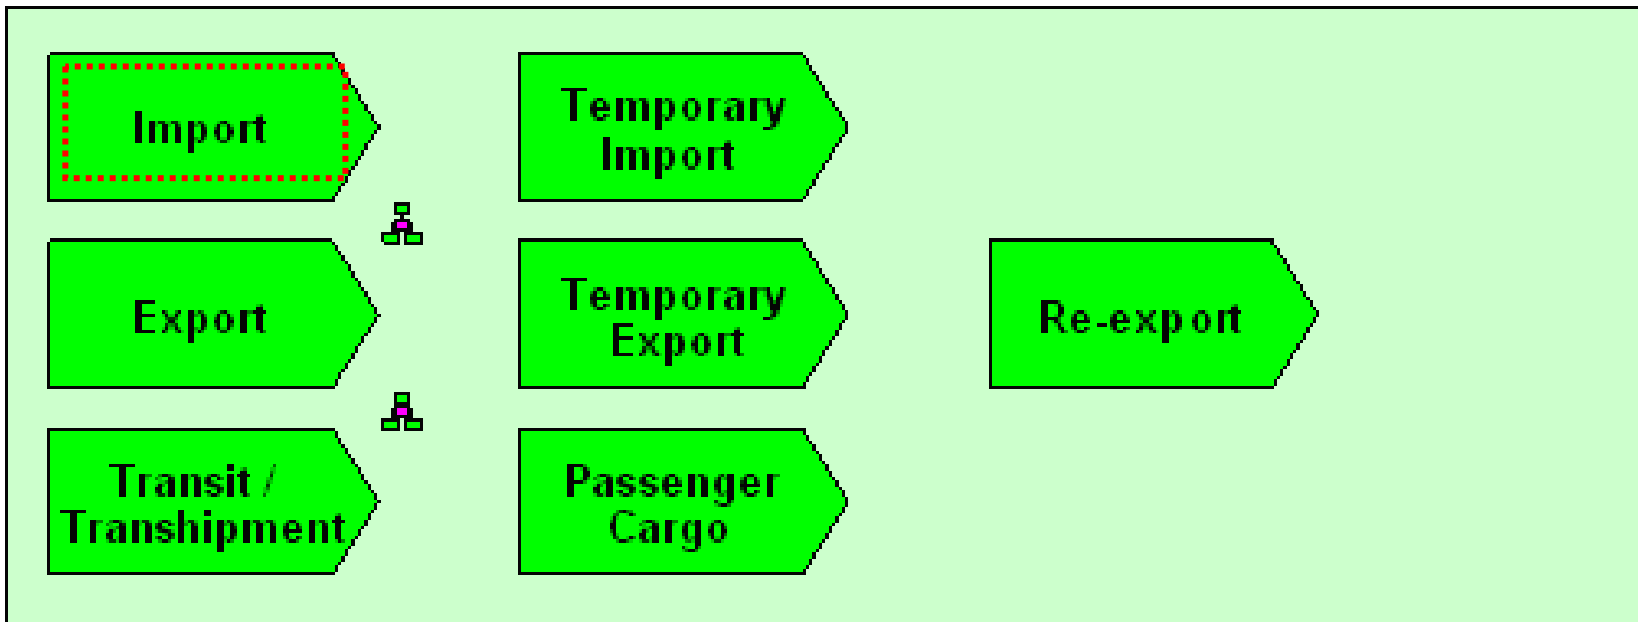 Import
Temporary
Import
Export
Temporary
Export
Re-export
Transit /
Transhipment
Passenger
Cargo